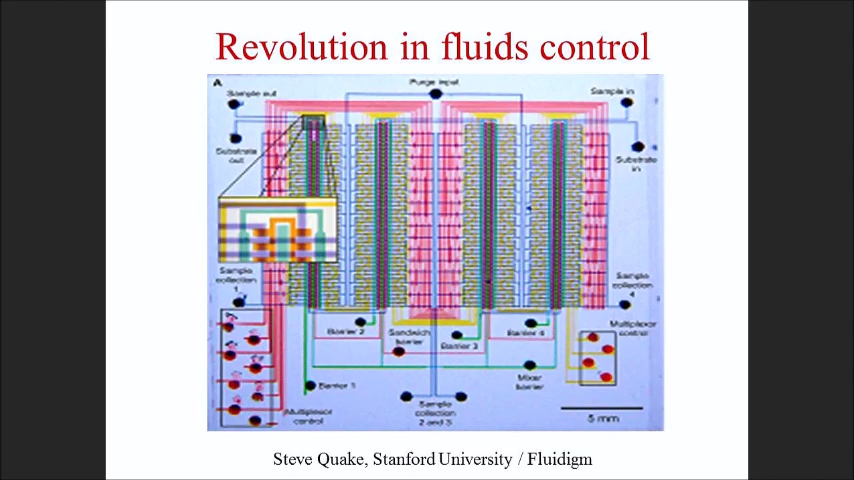 Revolution in fluids control
A
Purge input
Sample out
Sample in
Substrate
out
Substrate
in
Sample
collection
1
Sample
collection
4
Barrier 2
Sandwich
barrier
Barrier 3
Barrier 4
Multiplexor
control
Barrier 1
Mixer
barrier
Multiplexor
control
Sample
collection
2 and 3
5 mm
Steve Quake, Stanford University / Fluidigm